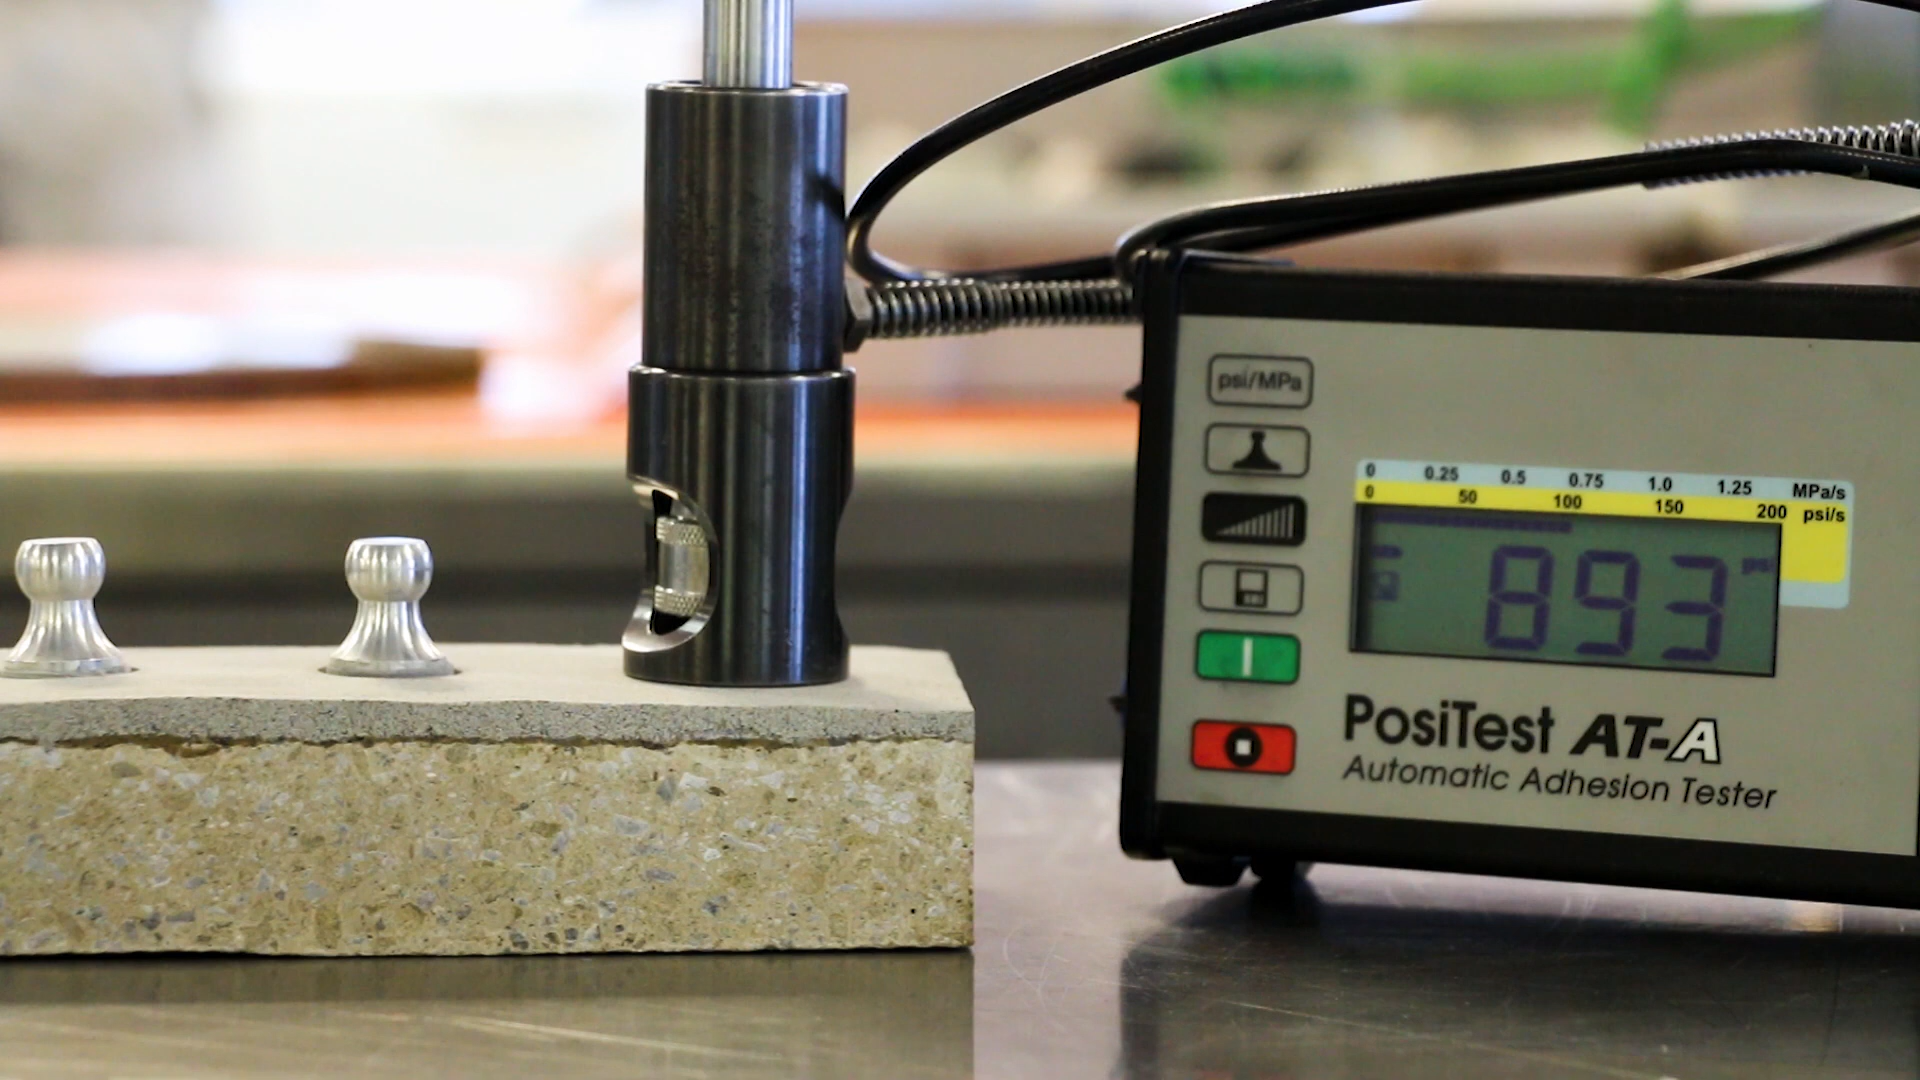 psi/MPa
0 0.25 0.5 0.75 1.0 1.25 MPa/s
0 50 100 150 200 psi/s
893 psi
PosiTest AT-A
Automatic Adhesion Tester